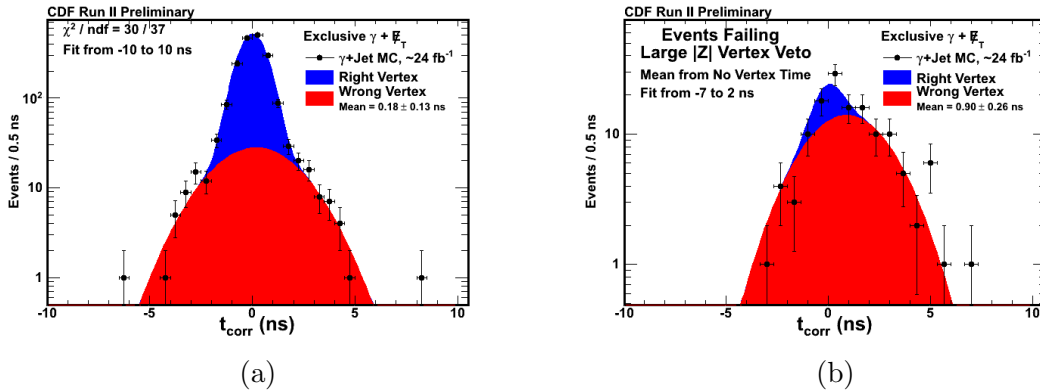 CDF Run II Preliminary
χ² / ndf = 30 / 37
Fit from -10 to 10 ns
Exclusive γ + E̸_T
γ+Jet MC, ~24 fb⁻¹
Right Vertex
Wrong Vertex
Mean = 0.18 ± 0.13 ns
Events / 0.5 ns
10²
10
1
-10 -5 0 5 10
t_corr (ns)
(a)
CDF Run II Preliminary
Events Failing
Large |Z| Vertex Veto
Mean from No Vertex Time
Fit from -7 to 2 ns
Exclusive γ + E̸_T
γ+Jet MC, ~24 fb⁻¹
Right Vertex
Wrong Vertex
Mean = 0.90 ± 0.26 ns
Events / 0.5 ns
10
1
-10 -5 0 5 10
t_corr (ns)
(b)